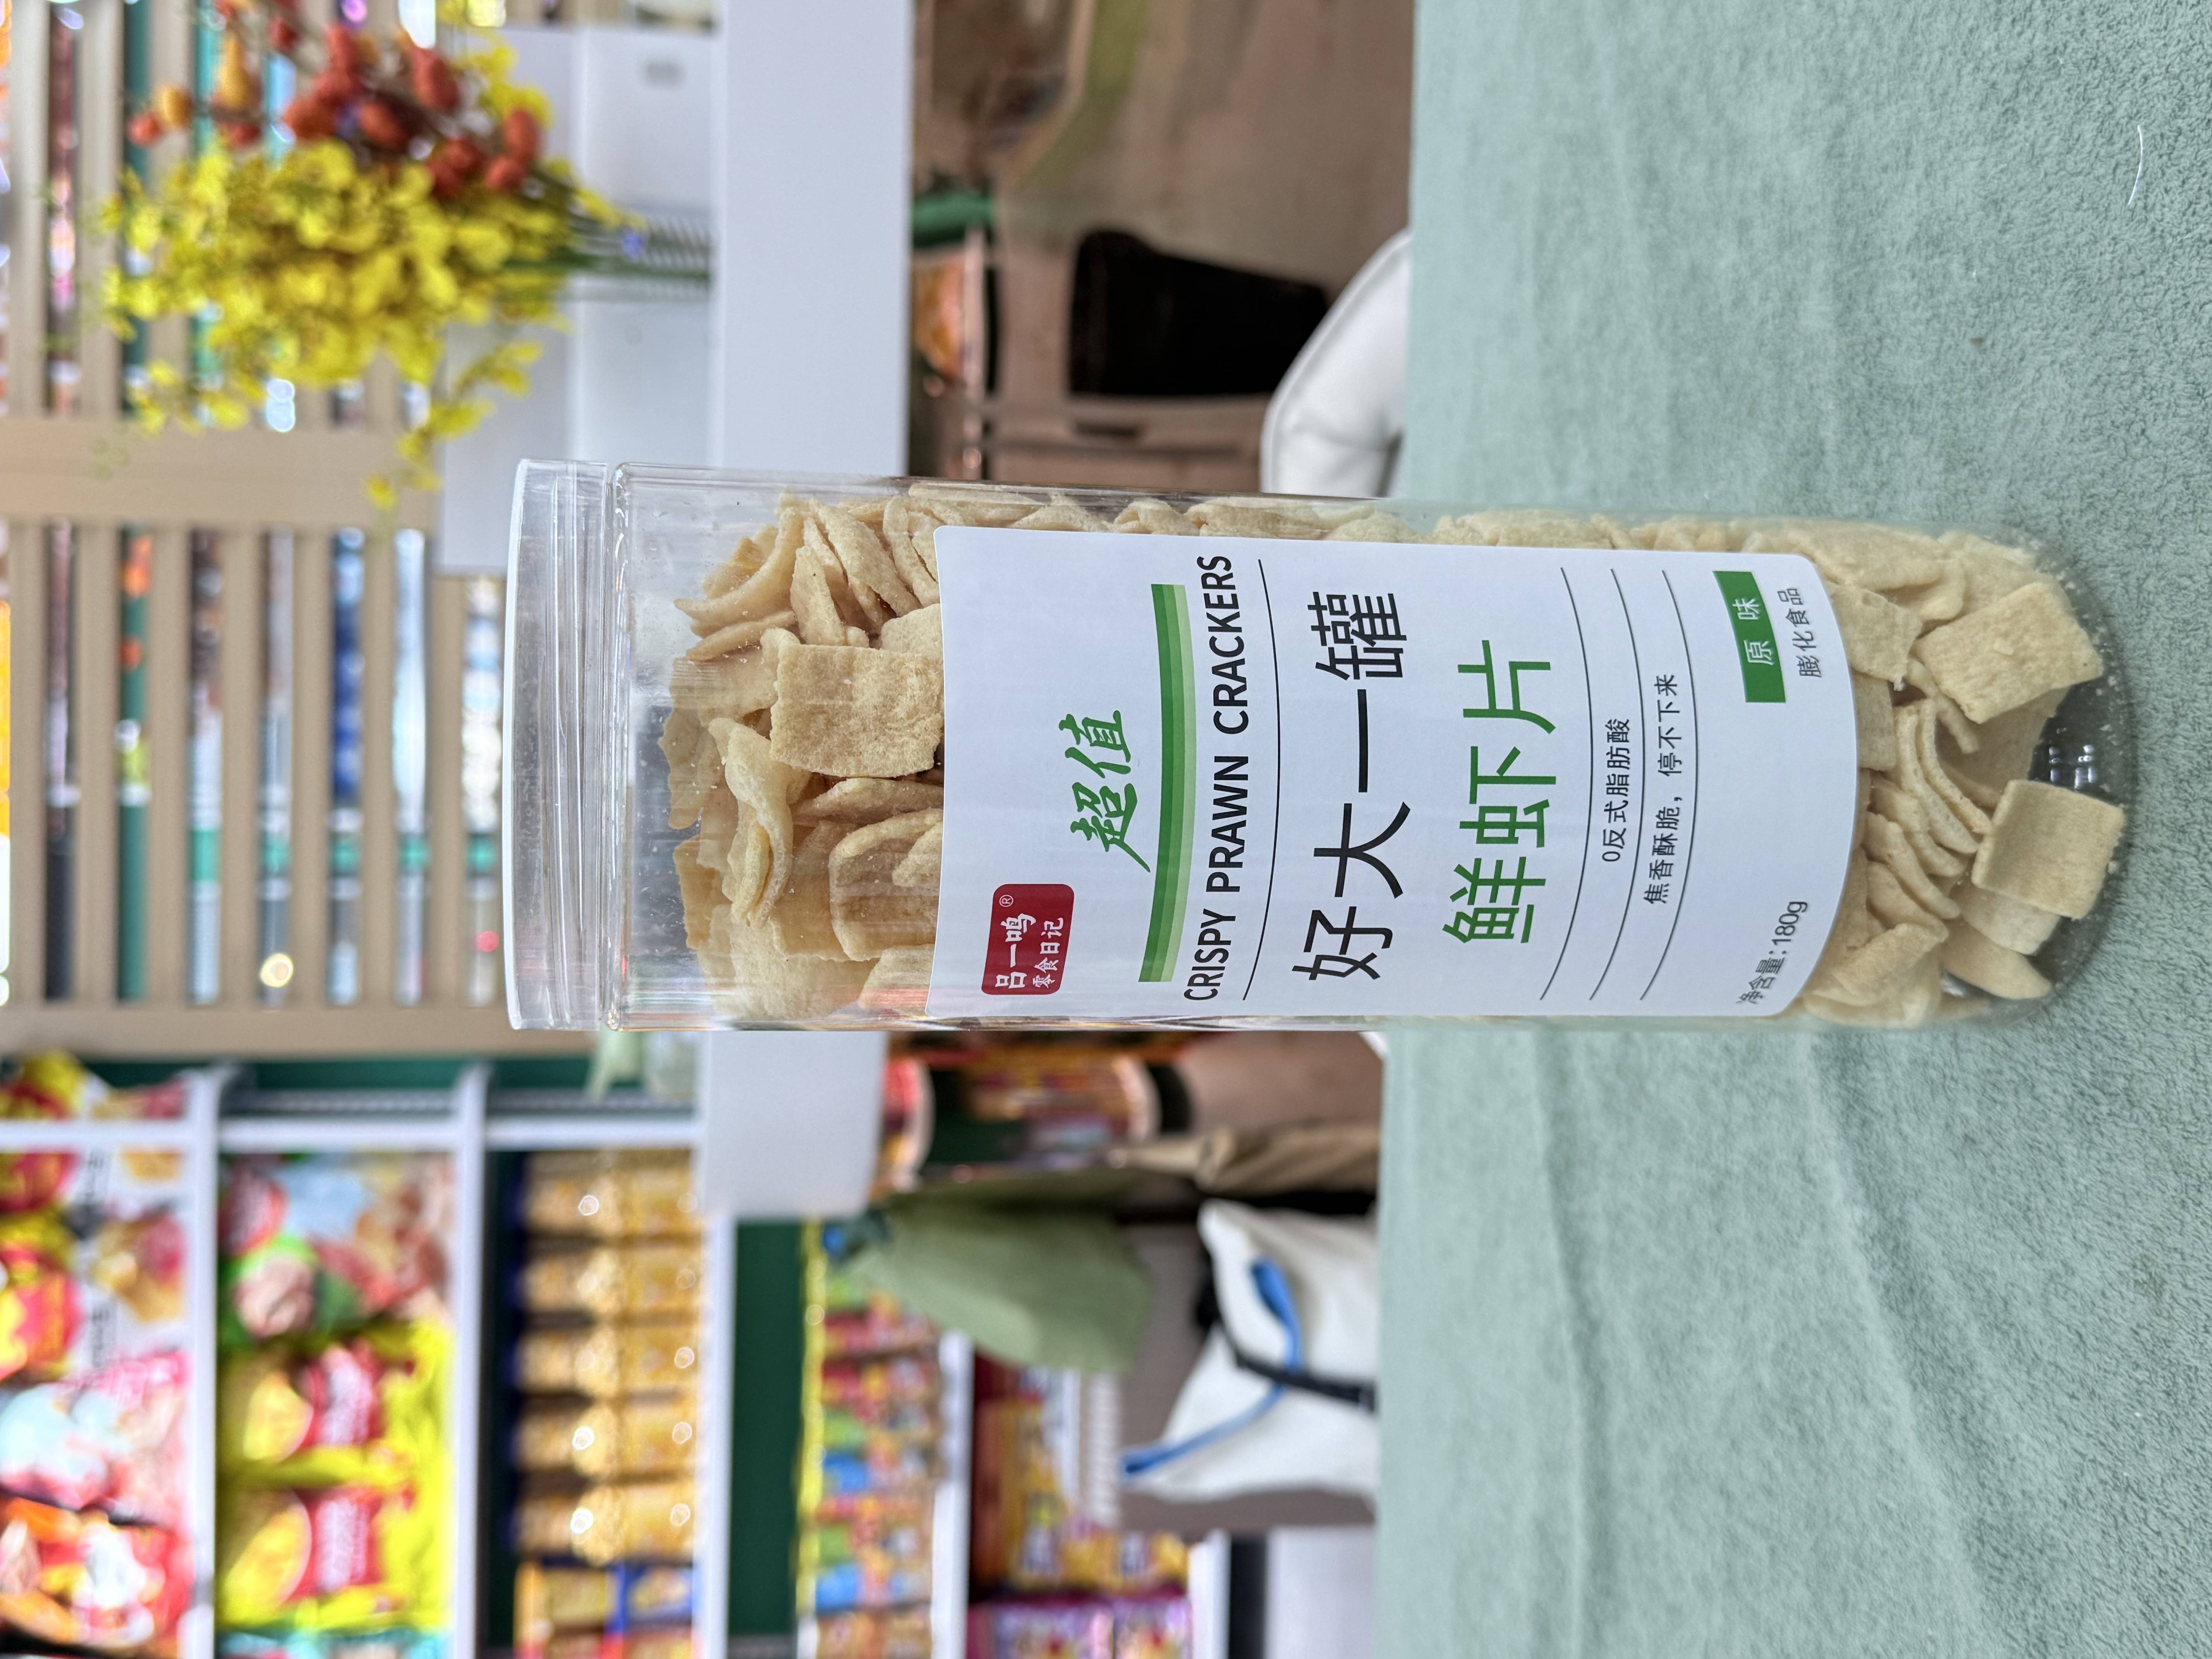 吕一鸣®
零食日记
超值
CRISPY PRAWN CRACKERS
好大一罐
鲜虾片
0反式脂肪酸
焦香酥脆，停不下来
原味
净含量:180g
膨化食品